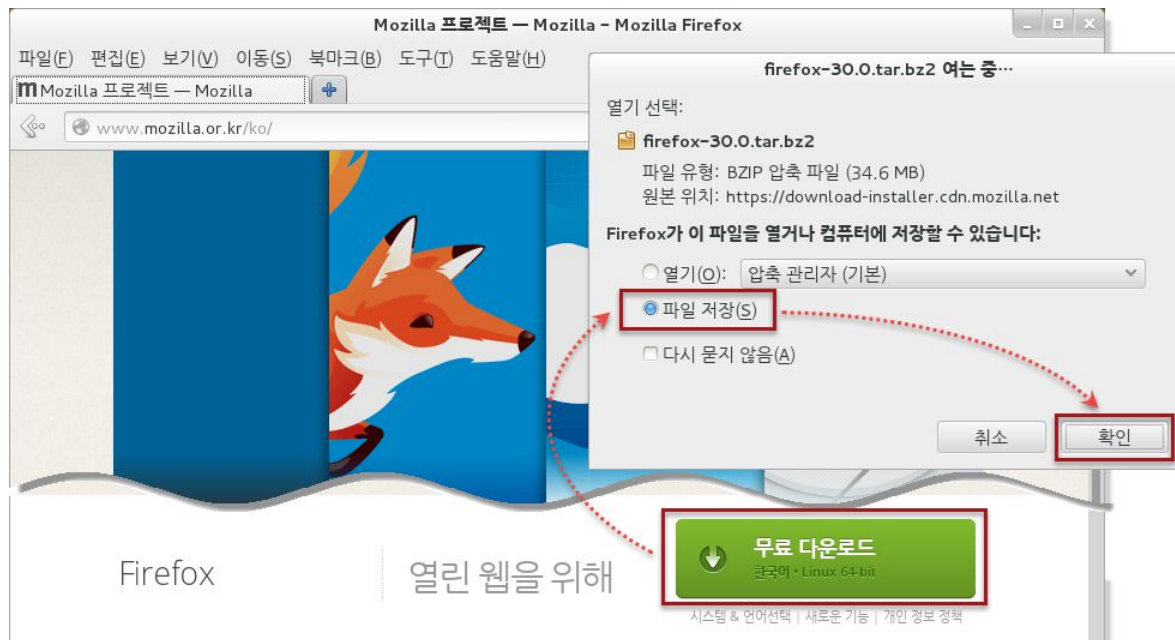 Mozilla 프로젝트 — Mozilla - Mozilla Firefox
파일(F) 편집(E) 보기(V) 이동(S) 북마크(B) 도구(T) 도움말(H)
m Mozilla 프로젝트 — Mozilla
www.mozilla.or.kr/ko/
firefox-30.0.tar.bz2 여는 중…
열기 선택:
firefox-30.0.tar.bz2
파일 유형: BZIP 압축 파일 (34.6 MB)
원본 위치: https://download-installer.cdn.mozilla.net
Firefox가 이 파일을 열거나 컴퓨터에 저장할 수 있습니다:
열기(O): 압축 관리자 (기본)
파일 저장(S)
다시 묻지 않음(A)
취소 확인
Firefox
열린 웹을 위해
무료 다운로드
한국어 • Linux 64-bit
시스템 & 언어선택 | 새로운 기능 | 개인 정보 정책